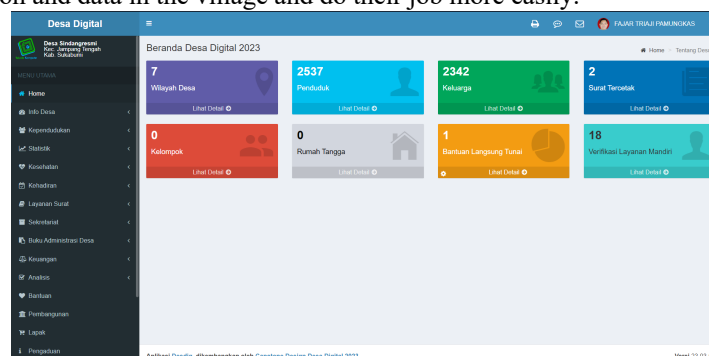 on and data in the village and do their job more easily.
Desa Digital
FAJAR TRIAJI PAMUNGKAS
Desa Sindangresmi
Kec. Jampang Tengah
Kab. Sukabumi
Beranda Desa Digital 2023
Home
Tentang Desa
MENU UTAMA
Home
Info Desa
Kependudukan
Statistik
Kesehatan
Kehadiran
Layanan Surat
Sekretariat
Buku Administrasi Desa
Keuangan
Analisis
Bantuan
Pembangunan
Lapak
Pengaduan
7
Wilayah Desa
Lihat Detail
2537
Penduduk
Lihat Detail
2342
Keluarga
Lihat Detail
2
Surat Tercetak
Lihat Detail
0
Kelompok
Lihat Detail
0
Rumah Tangga
Lihat Detail
1
Bantuan Langsung Tunai
Lihat Detail
18
Verifikasi Layanan Mandiri
Lihat Detail